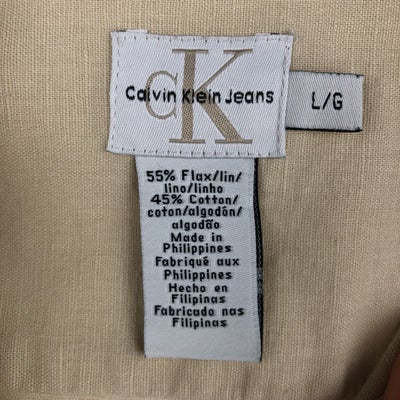 cK
Calvin Klein Jeans
L/G
55% Flax/lin/
lino/linho
45% Cotton/
coton/algodón/
algodão
Made in
Philippines
Fabriqué aux
Philippines
Hecho en
Filipinas
Fabricado nas
Filipinas